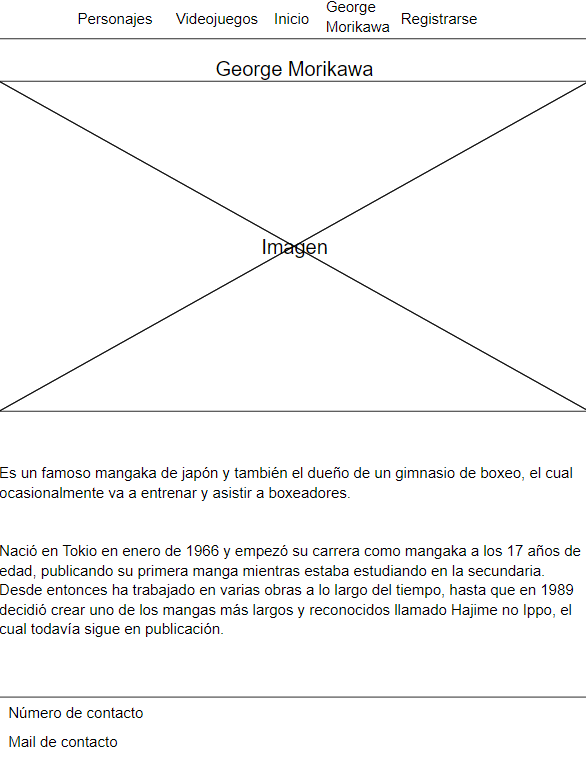 Personajes Videojuegos Inicio George Morikawa Registrarse
George Morikawa
Imagen
Es un famoso mangaka de japón y también el dueño de un gimnasio de boxeo, el cual
ocasionalmente va a entrenar y asistir a boxeadores.
Nació en Tokio en enero de 1966 y empezó su carrera como mangaka a los 17 años de
edad, publicando su primera manga mientras estaba estudiando en la secundaria.
Desde entonces ha trabajado en varias obras a lo largo del tiempo, hasta que en 1989
decidió crear uno de los mangas más largos y reconocidos llamado Hajime no Ippo, el
cual todavía sigue en publicación.
Número de contacto
Mail de contacto